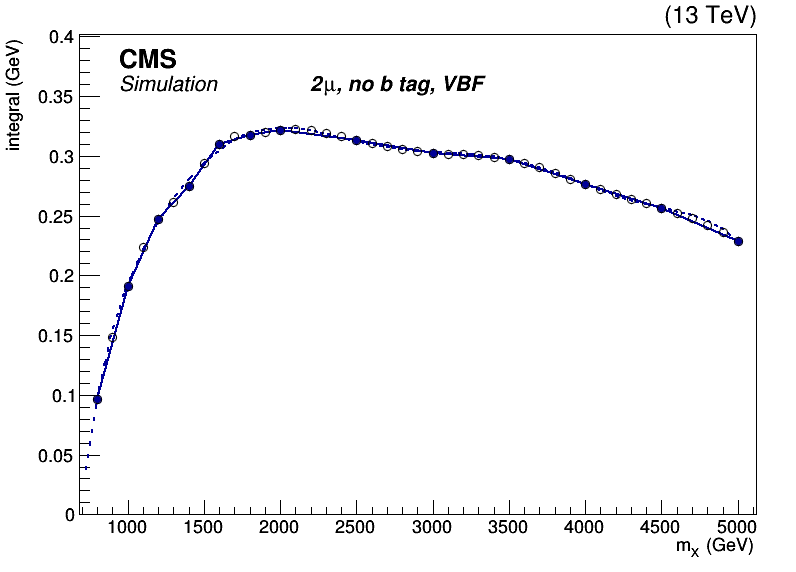 (13 TeV)
integral (GeV)
CMS
Simulation
2μ, no b tag, VBF
0.4
0.35
0.3
0.25
0.2
0.15
0.1
0.05
0
1000 1500 2000 2500 3000 3500 4000 4500 5000
m_X (GeV)